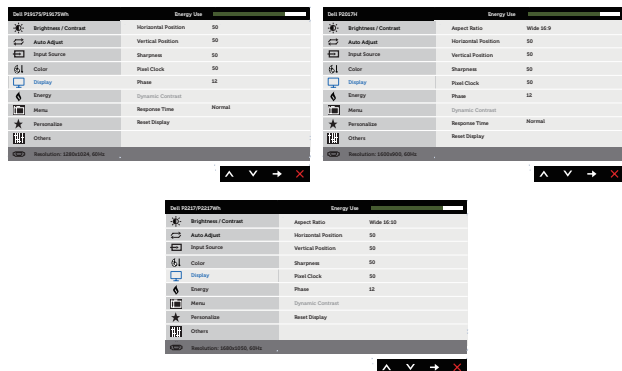 Dell P1917S/P1917SWh Energy Use
Brightness / Contrast Horizontal Position 50
Auto Adjust Vertical Position 50
Input Source Sharpness 50
Color Pixel Clock 50
Display Phase 12
Energy Dynamic Contrast
Menu Response Time Normal
Personalize Reset Display
Others
Resolution: 1280x1024, 60Hz
Dell P2017H Energy Use
Brightness / Contrast Aspect Ratio Wide 16:9
Auto Adjust Horizontal Position 50
Input Source Vertical Position 50
Color Sharpness 50
Display Pixel Clock 50
Energy Phase 12
Menu Dynamic Contrast
Personalize Response Time Normal
Others Reset Display
Resolution: 1600x900, 60Hz
Dell P2217/P2217Wh Energy Use
Brightness / Contrast Aspect Ratio Wide 16:10
Auto Adjust Horizontal Position 50
Input Source Vertical Position 50
Color Sharpness 50
Display Pixel Clock 50
Energy Phase 12
Menu Dynamic Contrast
Personalize Reset Display
Others
Resolution: 1680x1050, 60Hz